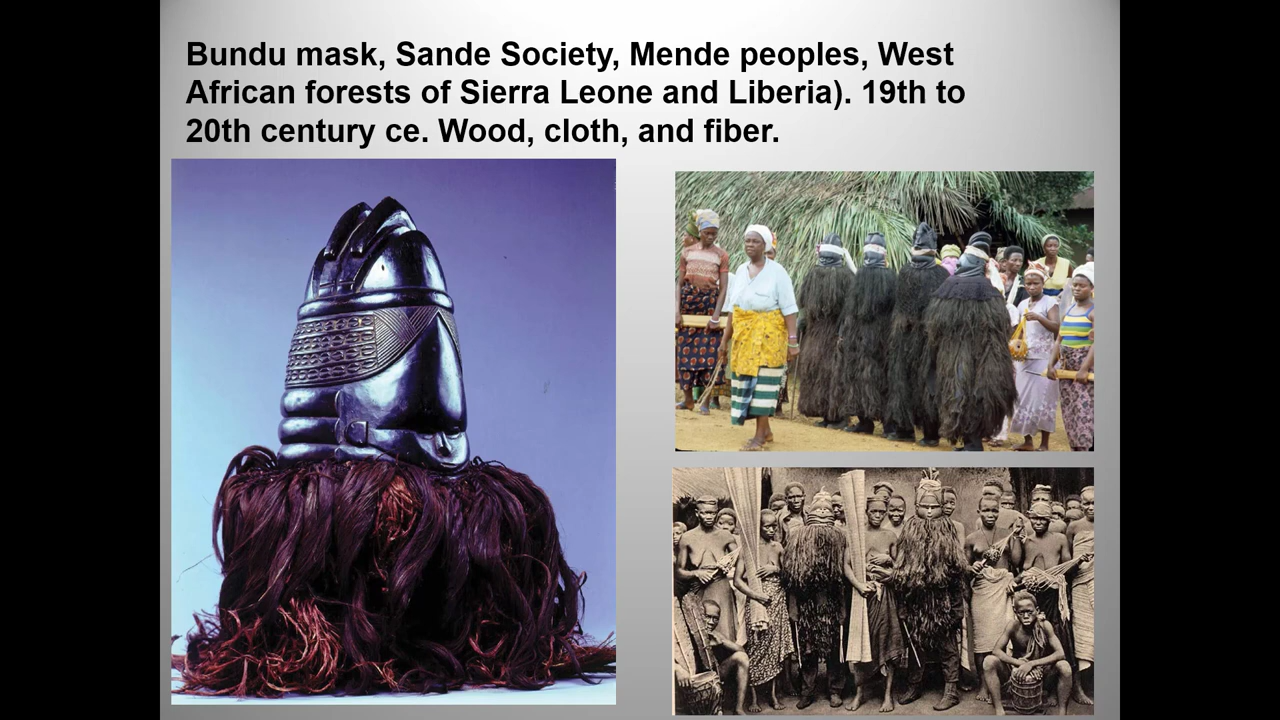 Bundu mask, Sande Society, Mende peoples, West
African forests of Sierra Leone and Liberia). 19th to
20th century ce. Wood, cloth, and fiber.